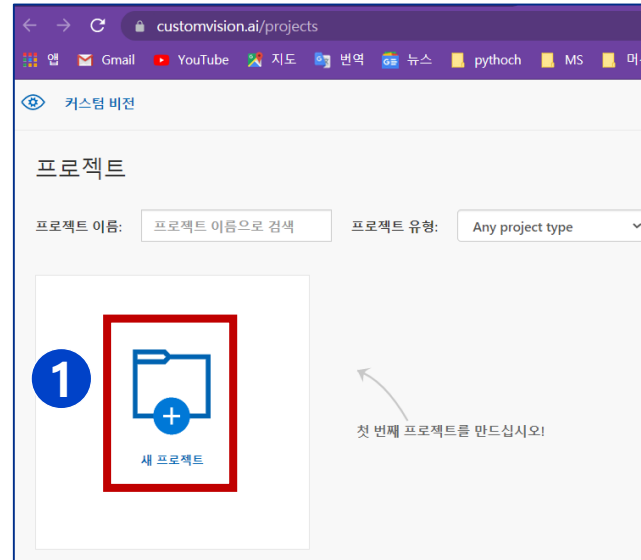 customvision.ai/projects
앱 Gmail YouTube 지도 번역 뉴스 pythoch MS
커스텀 비전
프로젝트
프로젝트 이름: 프로젝트 이름으로 검색 프로젝트 유형: Any project type
1
새 프로젝트
첫 번째 프로젝트를 만드십시오!